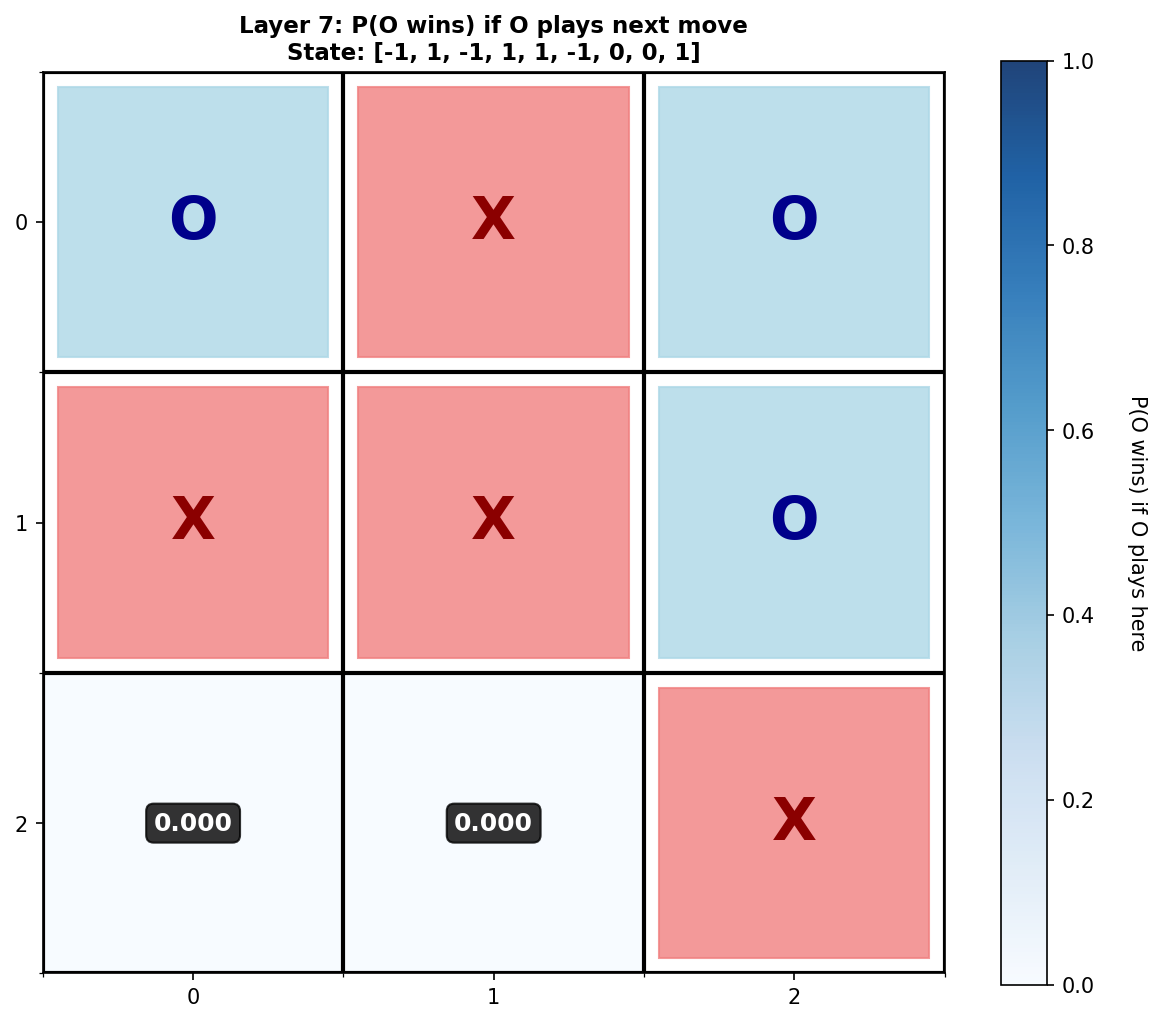 Layer 7: P(O wins) if O plays next move
State: [-1, 1, -1, 1, 1, -1, 0, 0, 1]
O X O
X X O
0.000 0.000 X
0
1
2
0 1 2
1.0
0.8
0.6
0.4
0.2
0.0
P(O wins) if O plays here